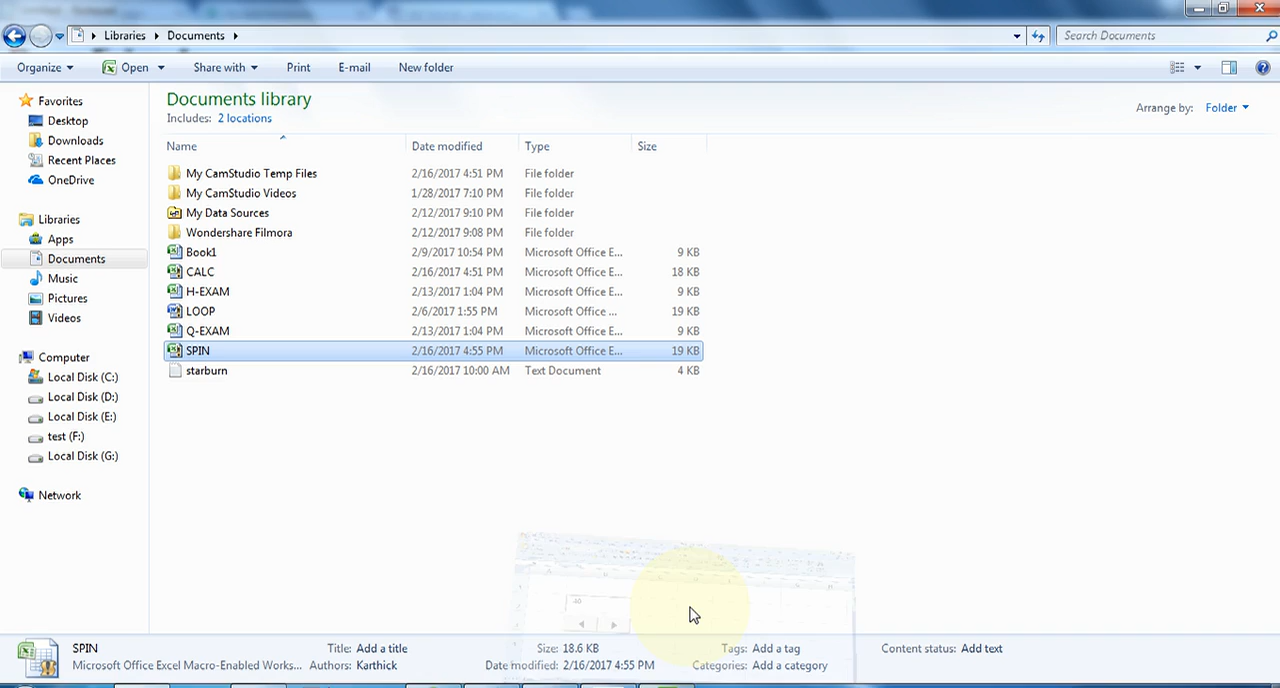 Libraries Documents
Search Documents
Organize Open Share with Print E-mail New folder
Documents library
Includes: 2 locations
Arrange by: Folder
Name Date modified Type Size
My CamStudio Temp Files 2/16/2017 4:51 PM File folder
My CamStudio Videos 1/28/2017 7:10 PM File folder
My Data Sources 2/12/2017 9:10 PM File folder
Wondershare Filmora 2/12/2017 9:08 PM File folder
Book1 2/9/2017 10:54 PM Microsoft Office E... 9 KB
CALC 2/16/2017 4:51 PM Microsoft Office E... 18 KB
H-EXAM 2/13/2017 1:04 PM Microsoft Office E... 9 KB
LOOP 2/6/2017 1:55 PM Microsoft Office ... 19 KB
Q-EXAM 2/13/2017 1:04 PM Microsoft Office E... 9 KB
SPIN 2/16/2017 4:55 PM Microsoft Office E... 19 KB
starburn 2/16/2017 10:00 AM Text Document 4 KB
Favorites
Desktop
Downloads
Recent Places
OneDrive
Libraries
Apps
Documents
Music
Pictures
Videos
Computer
Local Disk (C:)
Local Disk (D:)
Local Disk (E:)
test (F:)
Local Disk (G:)
Network
SPIN Title: Add a title Size: 18.6 KB Tags: Add a tag Content status: Add text
Microsoft Office Excel Macro-Enabled Works... Authors: Karthick Date modified: 2/16/2017 4:55 PM Categories: Add a category